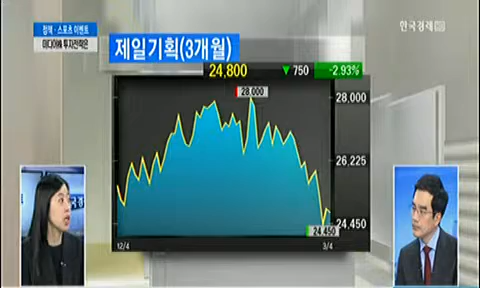 정책·스포츠 이벤트
미디어株 투자전략은
한국경제TV
제일기획(3개월)
24,800 ▼ 750 -2.93%
28,000
28,000
26,225
24,450
24,450
12/4
3/4